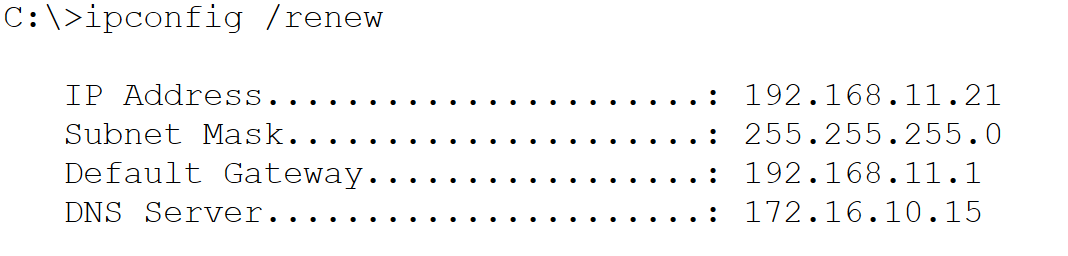 C:\>ipconfig /renew
IP Address......................: 192.168.11.21
Subnet Mask.....................: 255.255.255.0
Default Gateway.................: 192.168.11.1
DNS Server......................: 172.16.10.15